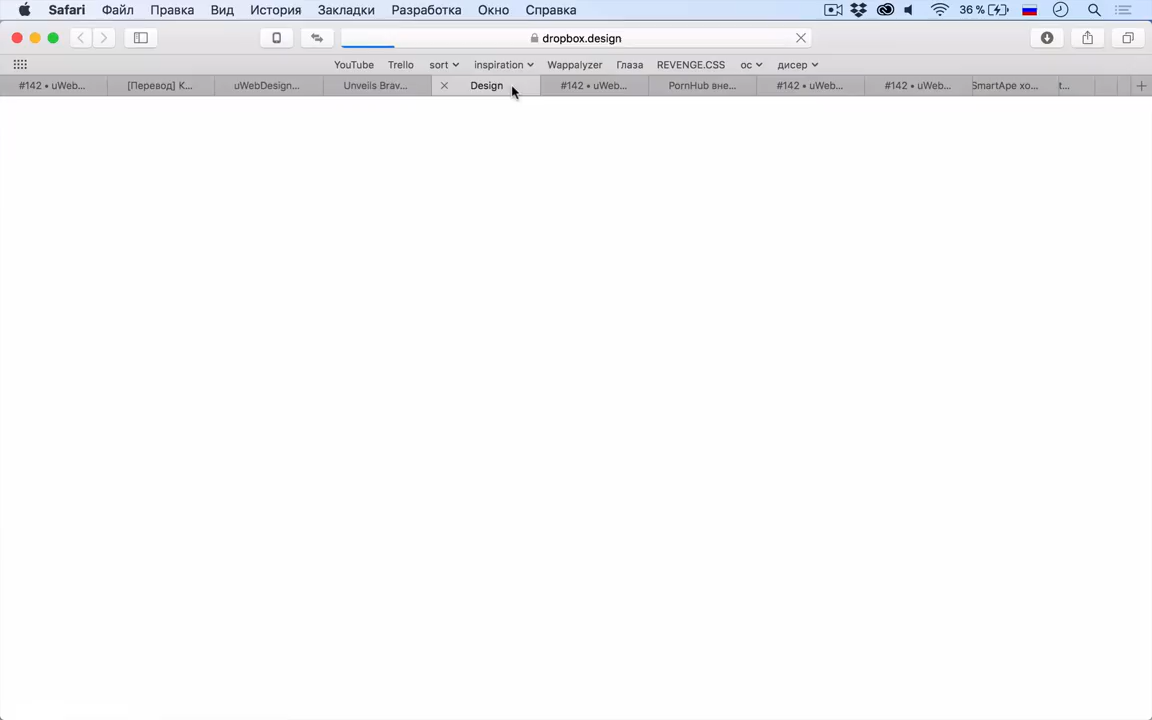 Safari Файл Правка Вид История Закладки Разработка Окно Справка 36 %
dropbox.design
YouTube Trello sort inspiration Wappalyzer Глаза REVENGE.CSS ос дисер
#142 • uWeb... [Перевод] К... uWebDesign... Unveils Brav... Design #142 • uWeb... PornHub вне... #142 • uWeb... #142 • uWeb... SmartApe хо... t...